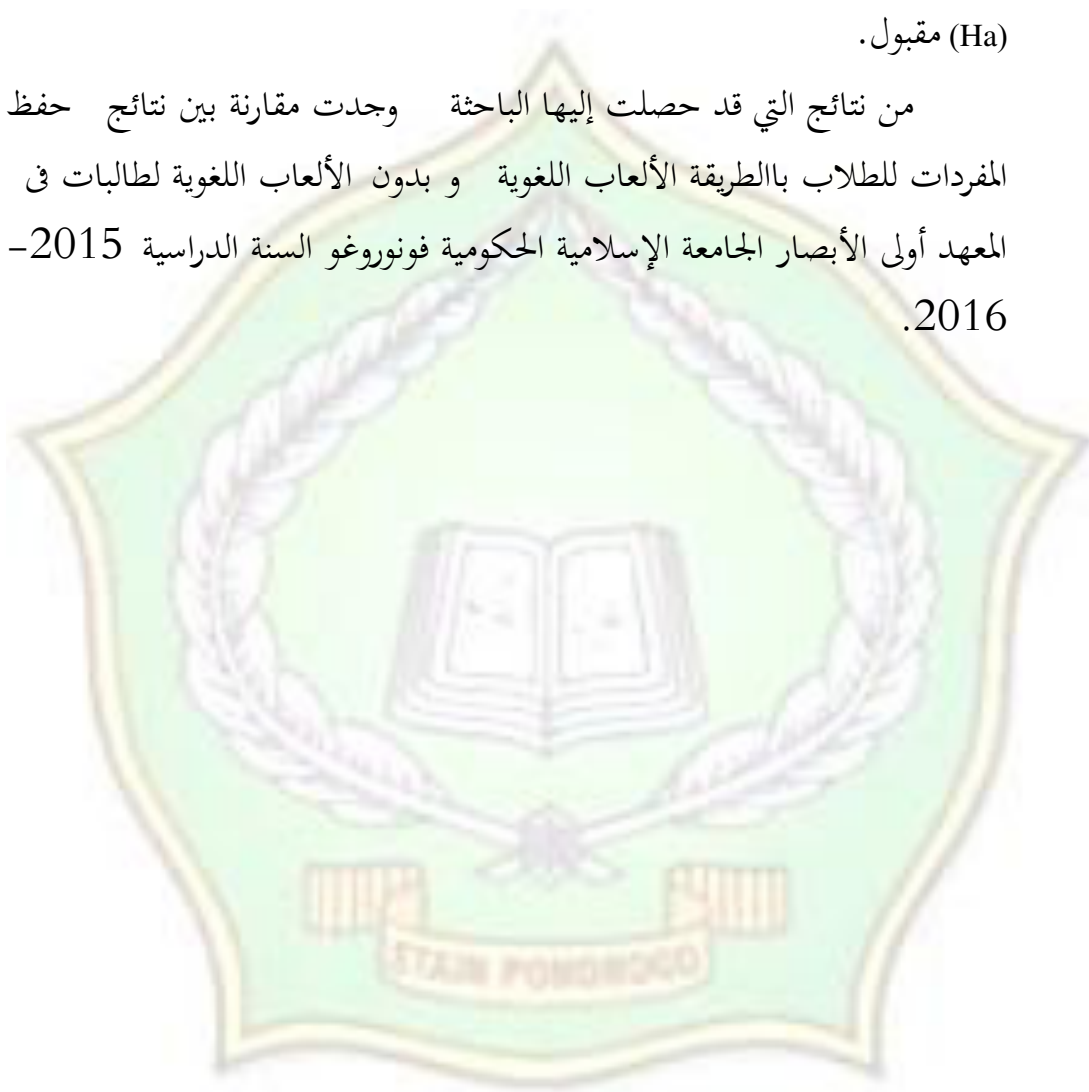 (Ha) مقبول.
من نتائج التي قد حصلت إليها الباحثة وجدت مقارنة بين نتائج حفظ
المفردات للطلاب باالطريقة الألعاب اللغوية و بدون الألعاب اللغوية لطالبات فى
المعهد أولى الأبصار الجامعة الإسلامية الحكومية فونوروغو السنة الدراسية 2015-
2016.
STAIN PONOROGO